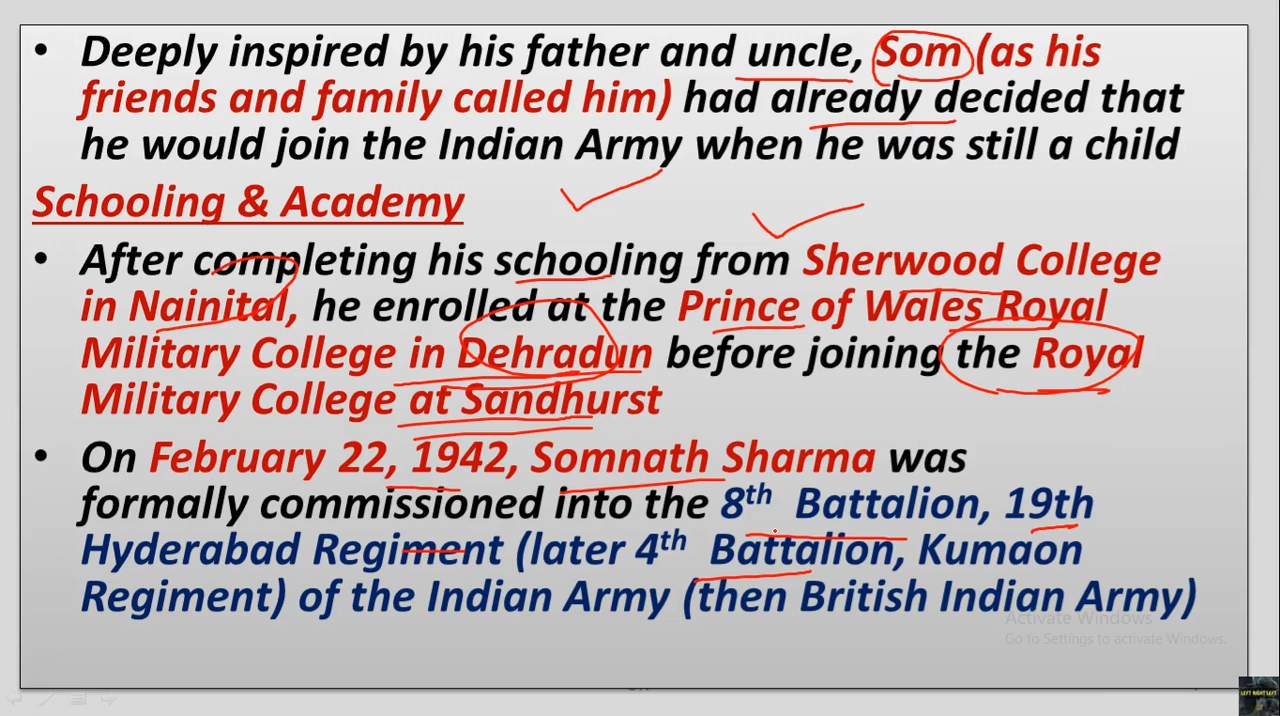 • Deeply inspired by his father and uncle, Som (as his
friends and family called him) had already decided that
he would join the Indian Army when he was still a child
Schooling & Academy
• After completing his schooling from Sherwood College
in Nainital, he enrolled at the Prince of Wales Royal
Military College in Dehradun before joining the Royal
Military College at Sandhurst
• On February 22, 1942, Somnath Sharma was
formally commissioned into the 8th Battalion, 19th
Hyderabad Regiment (later 4th Battalion, Kumaon
Regiment) of the Indian Army (then British Indian Army)
Activate Windows
Go to Settings to activate Windows.
LEFT RIGHT LEFT